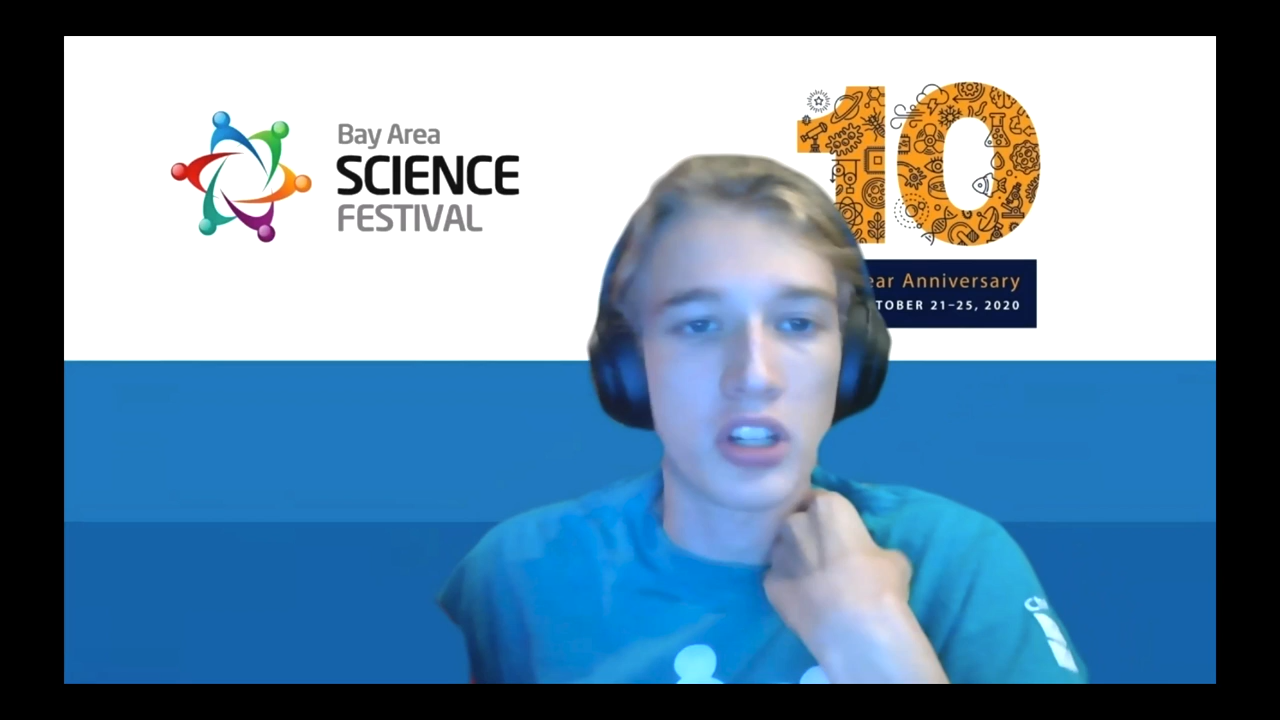 Bay Area
SCIENCE
FESTIVAL
10
ear Anniversary
TOBER 21–25, 2020